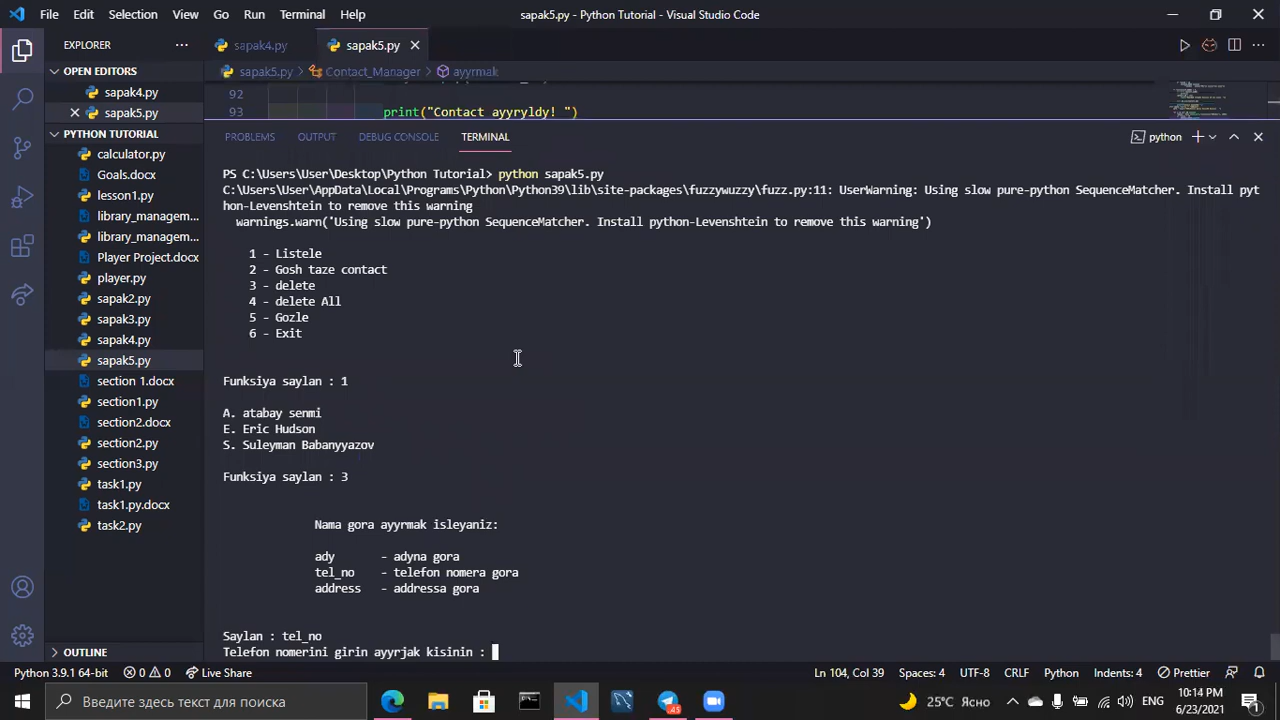 File Edit Selection View Go Run Terminal Help sapak5.py - Python Tutorial - Visual Studio Code
EXPLORER
OPEN EDITORS
sapak4.py
sapak5.py
PYTHON TUTORIAL
calculator.py
Goals.docx
lesson1.py
library_managem...
library_managem...
Player Project.docx
player.py
sapak2.py
sapak3.py
sapak4.py
sapak5.py
section 1.docx
section1.py
section2.docx
section2.py
section3.py
task1.py
task1.py.docx
task2.py
OUTLINE
sapak4.py sapak5.py
sapak5.py > Contact_Manager > ayyrmak
92
93 print("Contact ayyryldy! ")
PROBLEMS OUTPUT DEBUG CONSOLE TERMINAL python
PS C:\Users\User\Desktop\Python Tutorial> python sapak5.py
C:\Users\User\AppData\Local\Programs\Python\Python39\lib\site-packages\fuzzywuzzy\fuzz.py:11: UserWarning: Using slow pure-python SequenceMatcher. Install pyt
hon-Levenshtein to remove this warning
warnings.warn('Using slow pure-python SequenceMatcher. Install python-Levenshtein to remove this warning')
1 - Listele
2 - Gosh taze contact
3 - delete
4 - delete All
5 - Gozle
6 - Exit
Funksiya saylan : 1
A. atabay senmi
E. Eric Hudson
S. Suleyman Babanyyazov
Funksiya saylan : 3
Nama gora ayyrmak isleyaniz:
ady - adyna gora
tel_no - telefon nomera gora
address - addressa gora
Saylan : tel_no
Telefon nomerini girin ayyrjak kisinin :
Python 3.9.1 64-bit 0 0 Live Share Ln 104, Col 39 Spaces: 4 UTF-8 CRLF Python Indents: 4 Prettier
Введите здесь текст для поиска 45 25°C Ясно ENG 10:14 PM
6/23/2021 1